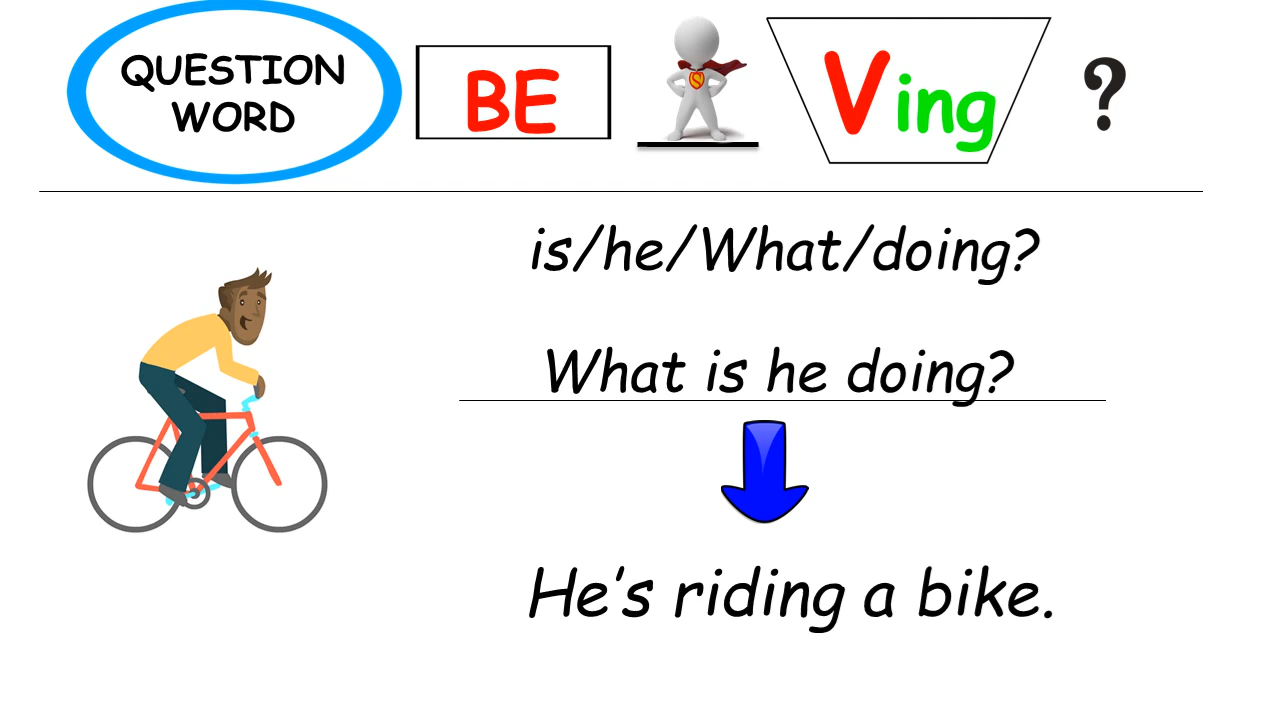 QUESTION
WORD
BE
S
Ving
?
is/he/What/doing?
What is he doing?
He's riding a bike.